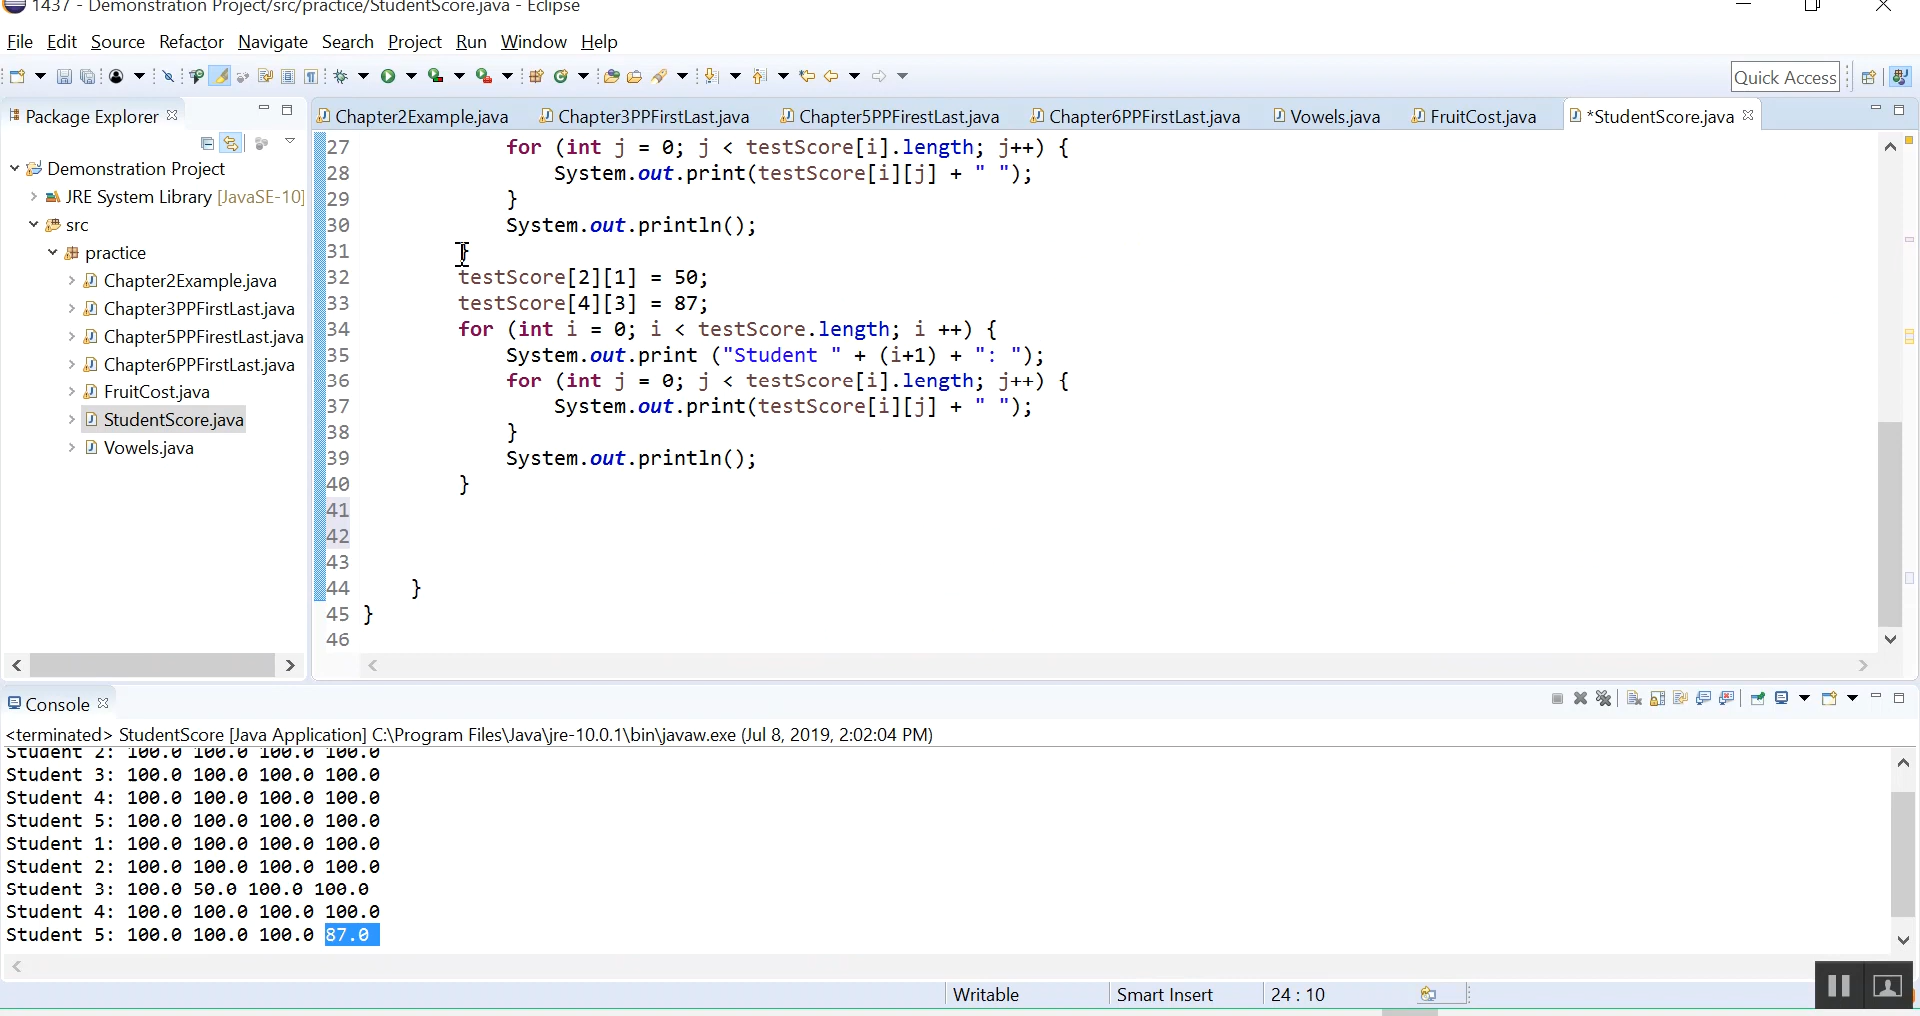 1437 - Demonstration Project/src/practice/StudentScore.java - Eclipse
File Edit Source Refactor Navigate Search Project Run Window Help
Quick Access
Package Explorer
Chapter2Example.java Chapter3PPFirstLast.java Chapter5PPFirestLast.java Chapter6PPFirstLast.java Vowels.java FruitCost.java *StudentScore.java
Demonstration Project
JRE System Library [JavaSE-10]
src
practice
Chapter2Example.java
Chapter3PPFirstLast.java
Chapter5PPFirestLast.java
Chapter6PPFirstLast.java
FruitCost.java
StudentScore.java
Vowels.java
27 for (int j = 0; j < testScore[i].length; j++) {
28 System.out.print(testScore[i][j] + " ");
29 }
30 System.out.println();
31 }
32 testScore[2][1] = 50;
33 testScore[4][3] = 87;
34 for (int i = 0; i < testScore.length; i ++) {
35 System.out.print ("Student " + (i+1) + ": ");
36 for (int j = 0; j < testScore[i].length; j++) {
37 System.out.print(testScore[i][j] + " ");
38 }
39 System.out.println();
40 }
41
42
43
44 }
45 }
46
Console
<terminated> StudentScore [Java Application] C:\Program Files\Java\jre-10.0.1\bin\javaw.exe (Jul 8, 2019, 2:02:04 PM)
Student 2: 100.0 100.0 100.0 100.0
Student 3: 100.0 100.0 100.0 100.0
Student 4: 100.0 100.0 100.0 100.0
Student 5: 100.0 100.0 100.0 100.0
Student 1: 100.0 100.0 100.0 100.0
Student 2: 100.0 100.0 100.0 100.0
Student 3: 100.0 50.0 100.0 100.0
Student 4: 100.0 100.0 100.0 100.0
Student 5: 100.0 100.0 100.0 87.0
Writable Smart Insert 24 : 10